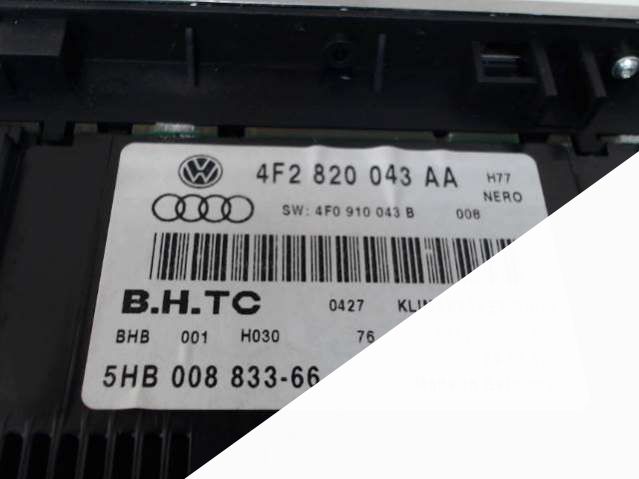 4F2 820 043 AA H77
NERO
SW: 4F0 910 043 B 008
B.H.TC 0427
BHB 001 H030 76
5HB 008 833-66